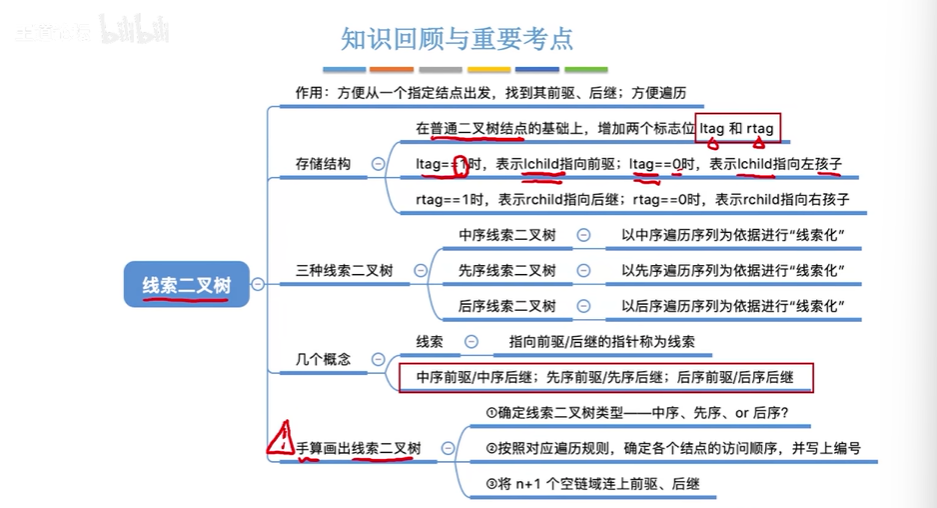 知识回顾与重要考点
作用：方便从一个指定结点出发，找到其前驱、后继；方便遍历
在普通二叉树结点的基础上，增加两个标志位 ltag 和 rtag
存储结构
ltag==1时，表示lchild指向前驱；ltag==0时，表示lchild指向左孩子
rtag==1时，表示rchild指向后继；rtag==0时，表示rchild指向右孩子
中序线索二叉树
以中序遍历序列为依据进行“线索化”
三种线索二叉树
先序线索二叉树
以先序遍历序列为依据进行“线索化”
线索二叉树
后序线索二叉树
以后序遍历序列为依据进行“线索化”
线索
指向前驱/后继的指针称为线索
几个概念
中序前驱/中序后继；先序前驱/先序后继；后序前驱/后序后继
①确定线索二叉树类型——中序、先序、or 后序？
手算画出线索二叉树
②按照对应遍历规则，确定各个结点的访问顺序，并写上编号
③将 n+1 个空链域连上前驱、后继